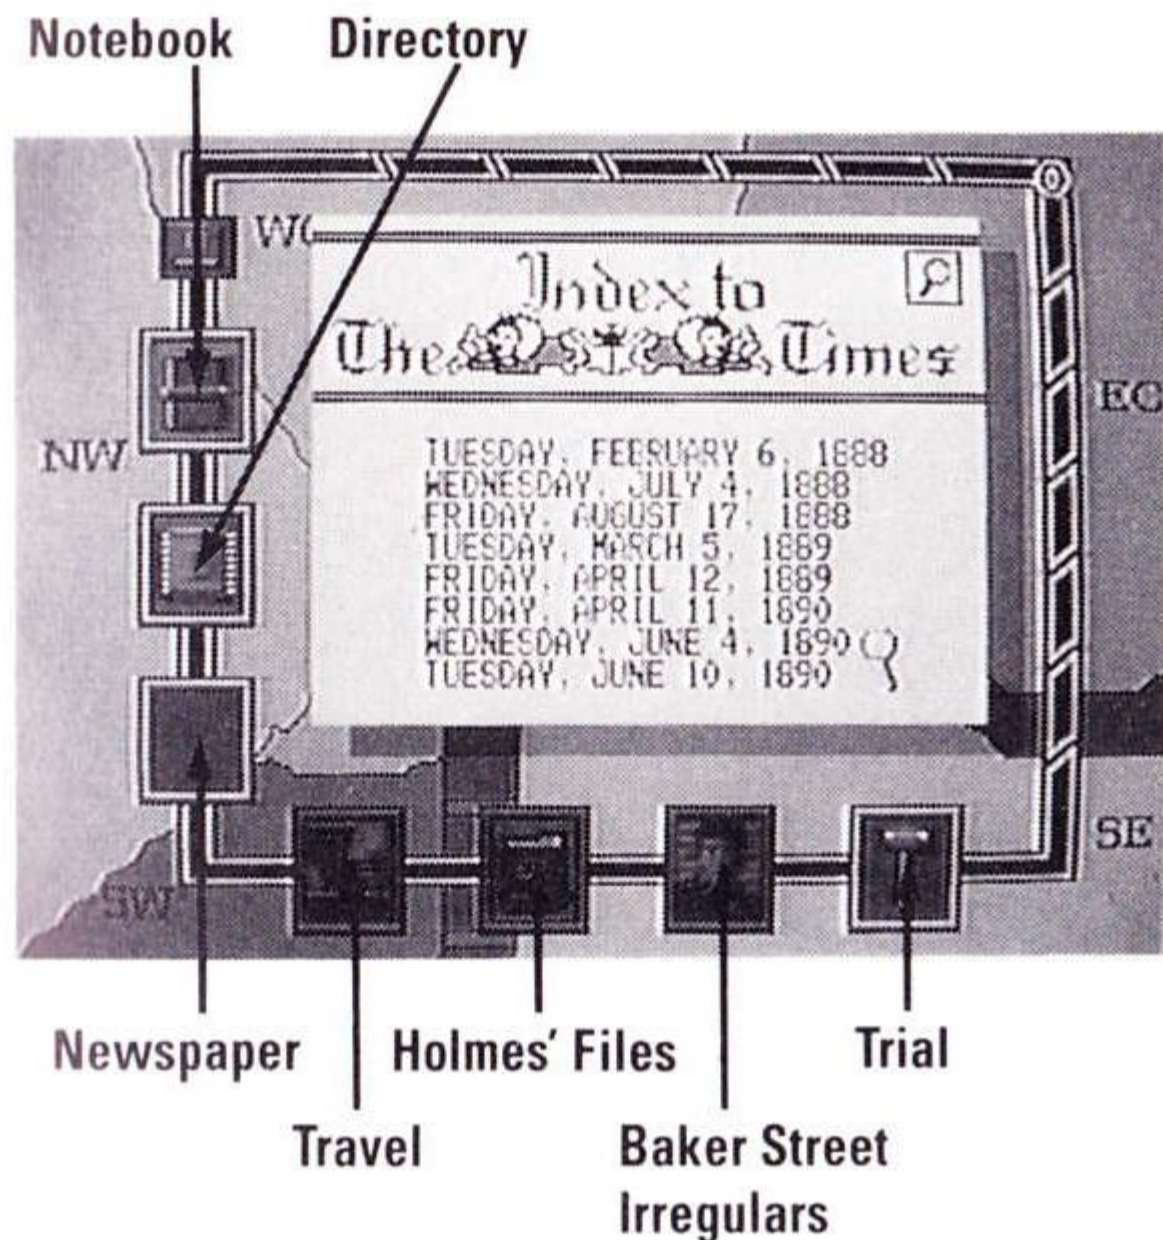 Notebook
Directory
NW
EC
Index to
The Times
TUESDAY, FEBRUARY 6, 1888
WEDNESDAY, JULY 4, 1888
FRIDAY, AUGUST 17, 1888
TUESDAY, MARCH 5, 1889
FRIDAY, APRIL 12, 1889
FRIDAY, APRIL 11, 1890
WEDNESDAY, JUNE 4, 1890
TUESDAY, JUNE 10, 1890
SE
SW
Newspaper
Holmes' Files
Trial
Travel
Baker Street
Irregulars